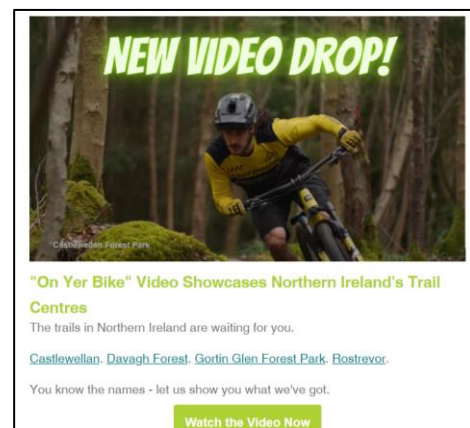 NEW VIDEO DROP!
Castlewellan Forest Park
"On Yer Bike" Video Showcases Northern Ireland's Trail
Centres
The trails in Northern Ireland are waiting for you.
Castlewellan. Davagh Forest. Gortin Glen Forest Park. Rostrevor.
You know the names - let us show you what we've got.
Watch the Video Now